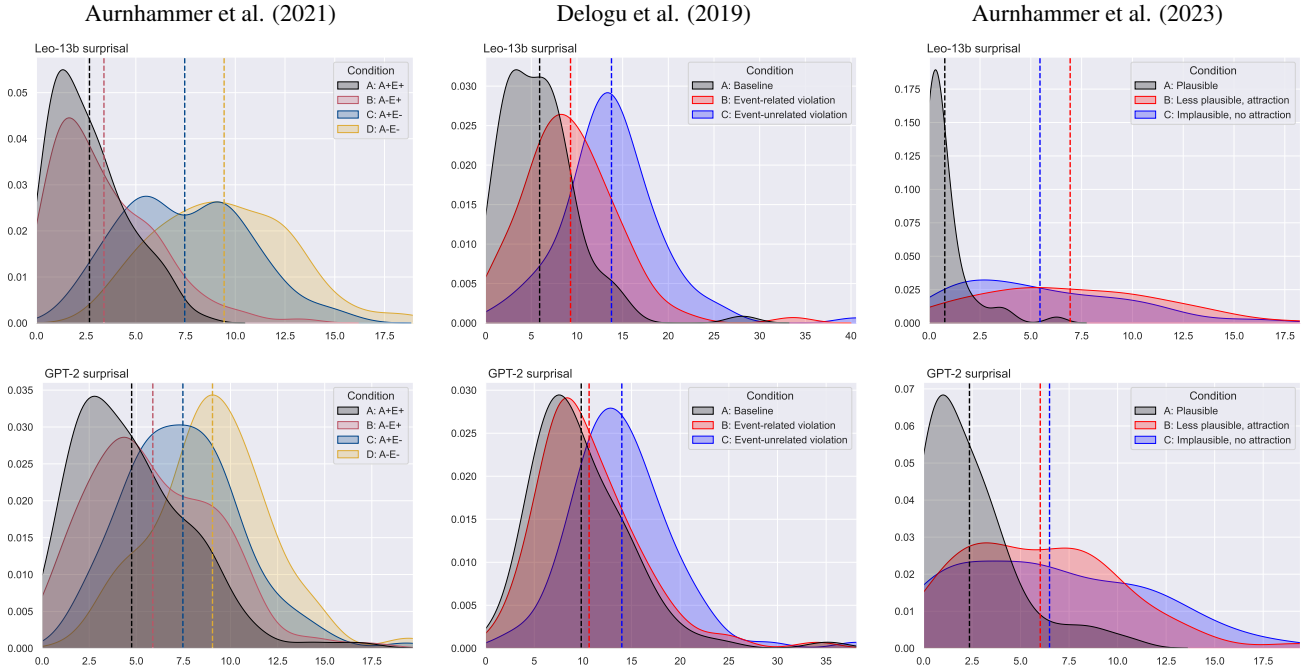 Aurnhammer et al. (2021)
Delogu et al. (2019)
Aurnhammer et al. (2023)
Leo-13b surprisal
Condition
A: A+E+
B: A-E+
C: A+E-
D: A-E-
0.05
0.04
0.03
0.02
0.01
0.00
0.0 2.5 5.0 7.5 10.0 12.5 15.0 17.5
Leo-13b surprisal
Condition
A: Baseline
B: Event-related violation
C: Event-unrelated violation
0.030
0.025
0.020
0.015
0.010
0.005
0.000
0 5 10 15 20 25 30 35 40
Leo-13b surprisal
Condition
A: Plausible
B: Less plausible, attraction
C: Implausible, no attraction
0.175
0.150
0.125
0.100
0.075
0.050
0.025
0.000
0.0 2.5 5.0 7.5 10.0 12.5 15.0 17.5
GPT-2 surprisal
Condition
A: A+E+
B: A-E+
C: A+E-
D: A-E-
0.035
0.030
0.025
0.020
0.015
0.010
0.005
0.000
0.0 2.5 5.0 7.5 10.0 12.5 15.0 17.5
GPT-2 surprisal
Condition
A: Baseline
B: Event-related violation
C: Event-unrelated violation
0.030
0.025
0.020
0.015
0.010
0.005
0.000
0 5 10 15 20 25 30 35
GPT-2 surprisal
Condition
A: Plausible
B: Less plausible, attraction
C: Implausible, no attraction
0.07
0.06
0.05
0.04
0.03
0.02
0.01
0.00
0.0 2.5 5.0 7.5 10.0 12.5 15.0 17.5